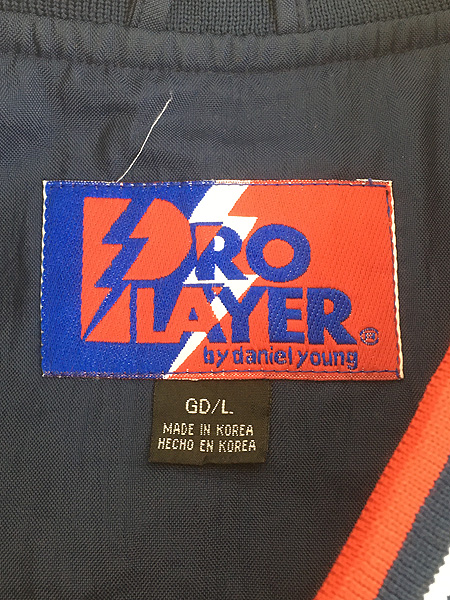 PRO
PLAYER®
by daniel young
GD/L
MADE IN KOREA
HECHO EN KOREA